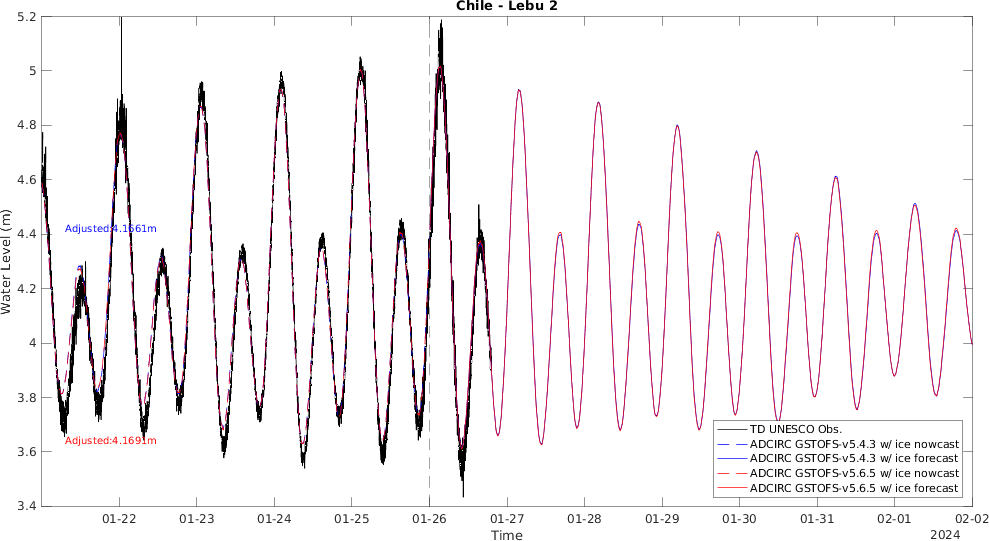 Chile - Lebu 2
5.2
5
4.8
4.6
4.4
4.2
4
3.8
3.6
3.4
Water Level (m)
Adjusted:4.1661m
Adjusted:4.1691m
TD UNESCO Obs.
ADCIRC GSTOFS-v5.4.3 w/ ice nowcast
ADCIRC GSTOFS-v5.4.3 w/ ice forecast
ADCIRC GSTOFS-v5.6.5 w/ ice nowcast
ADCIRC GSTOFS-v5.6.5 w/ ice forecast
01-22 01-23 01-24 01-25 01-26 01-27 01-28 01-29 01-30 01-31 02-01 02-02
Time
2024